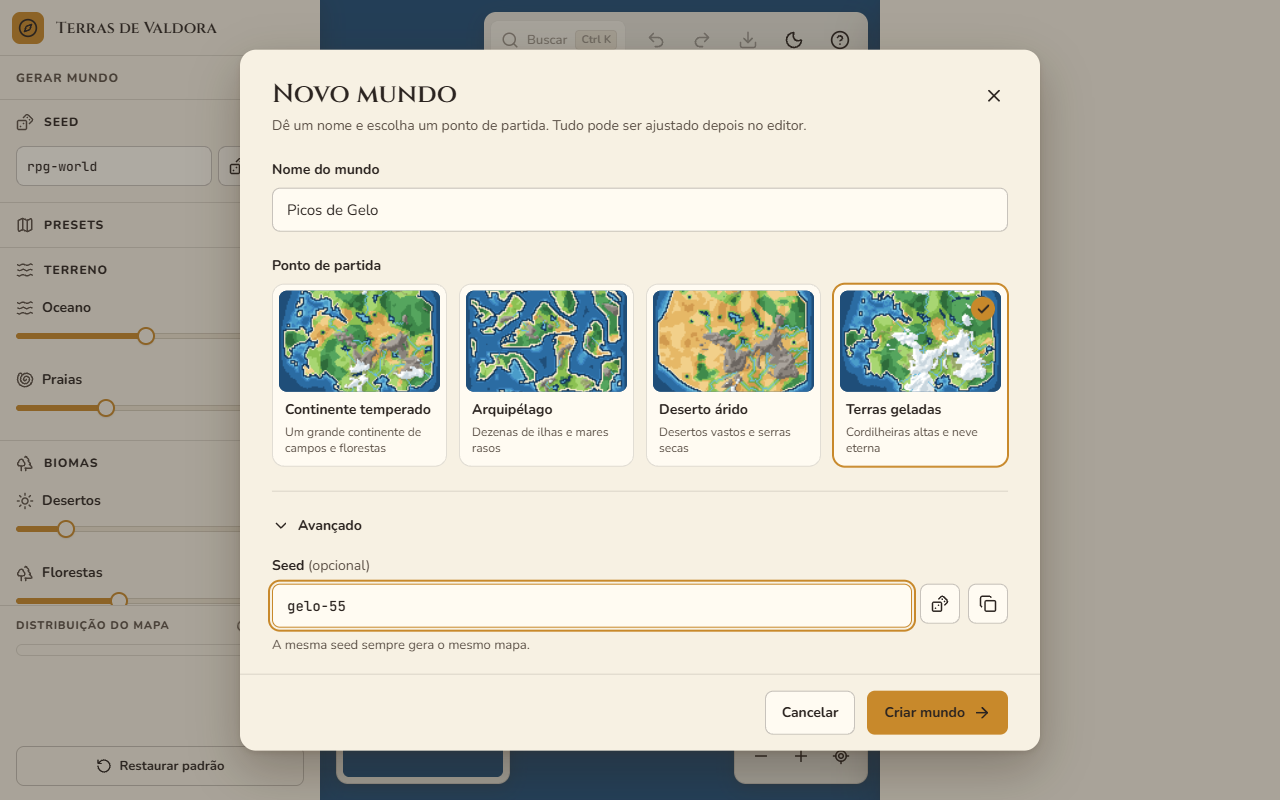 Terras de Valdora
Buscar Ctrl K
GERAR MUNDO
SEED
rpg-world
PRESETS
TERRENO
Oceano
Praias
BIOMAS
Desertos
Florestas
DISTRIBUIÇÃO DO MAPA
Restaurar padrão
Novo mundo
Dê um nome e escolha um ponto de partida. Tudo pode ser ajustado depois no editor.
Nome do mundo
Picos de Gelo
Ponto de partida
Continente temperado
Um grande continente de
campos e florestas
Arquipélago
Dezenas de ilhas e mares
rasos
Deserto árido
Desertos vastos e serras
secas
Terras geladas
Cordilheiras altas e neve
eterna
Avançado
Seed (opcional)
gelo-55
A mesma seed sempre gera o mesmo mapa.
Cancelar
Criar mundo